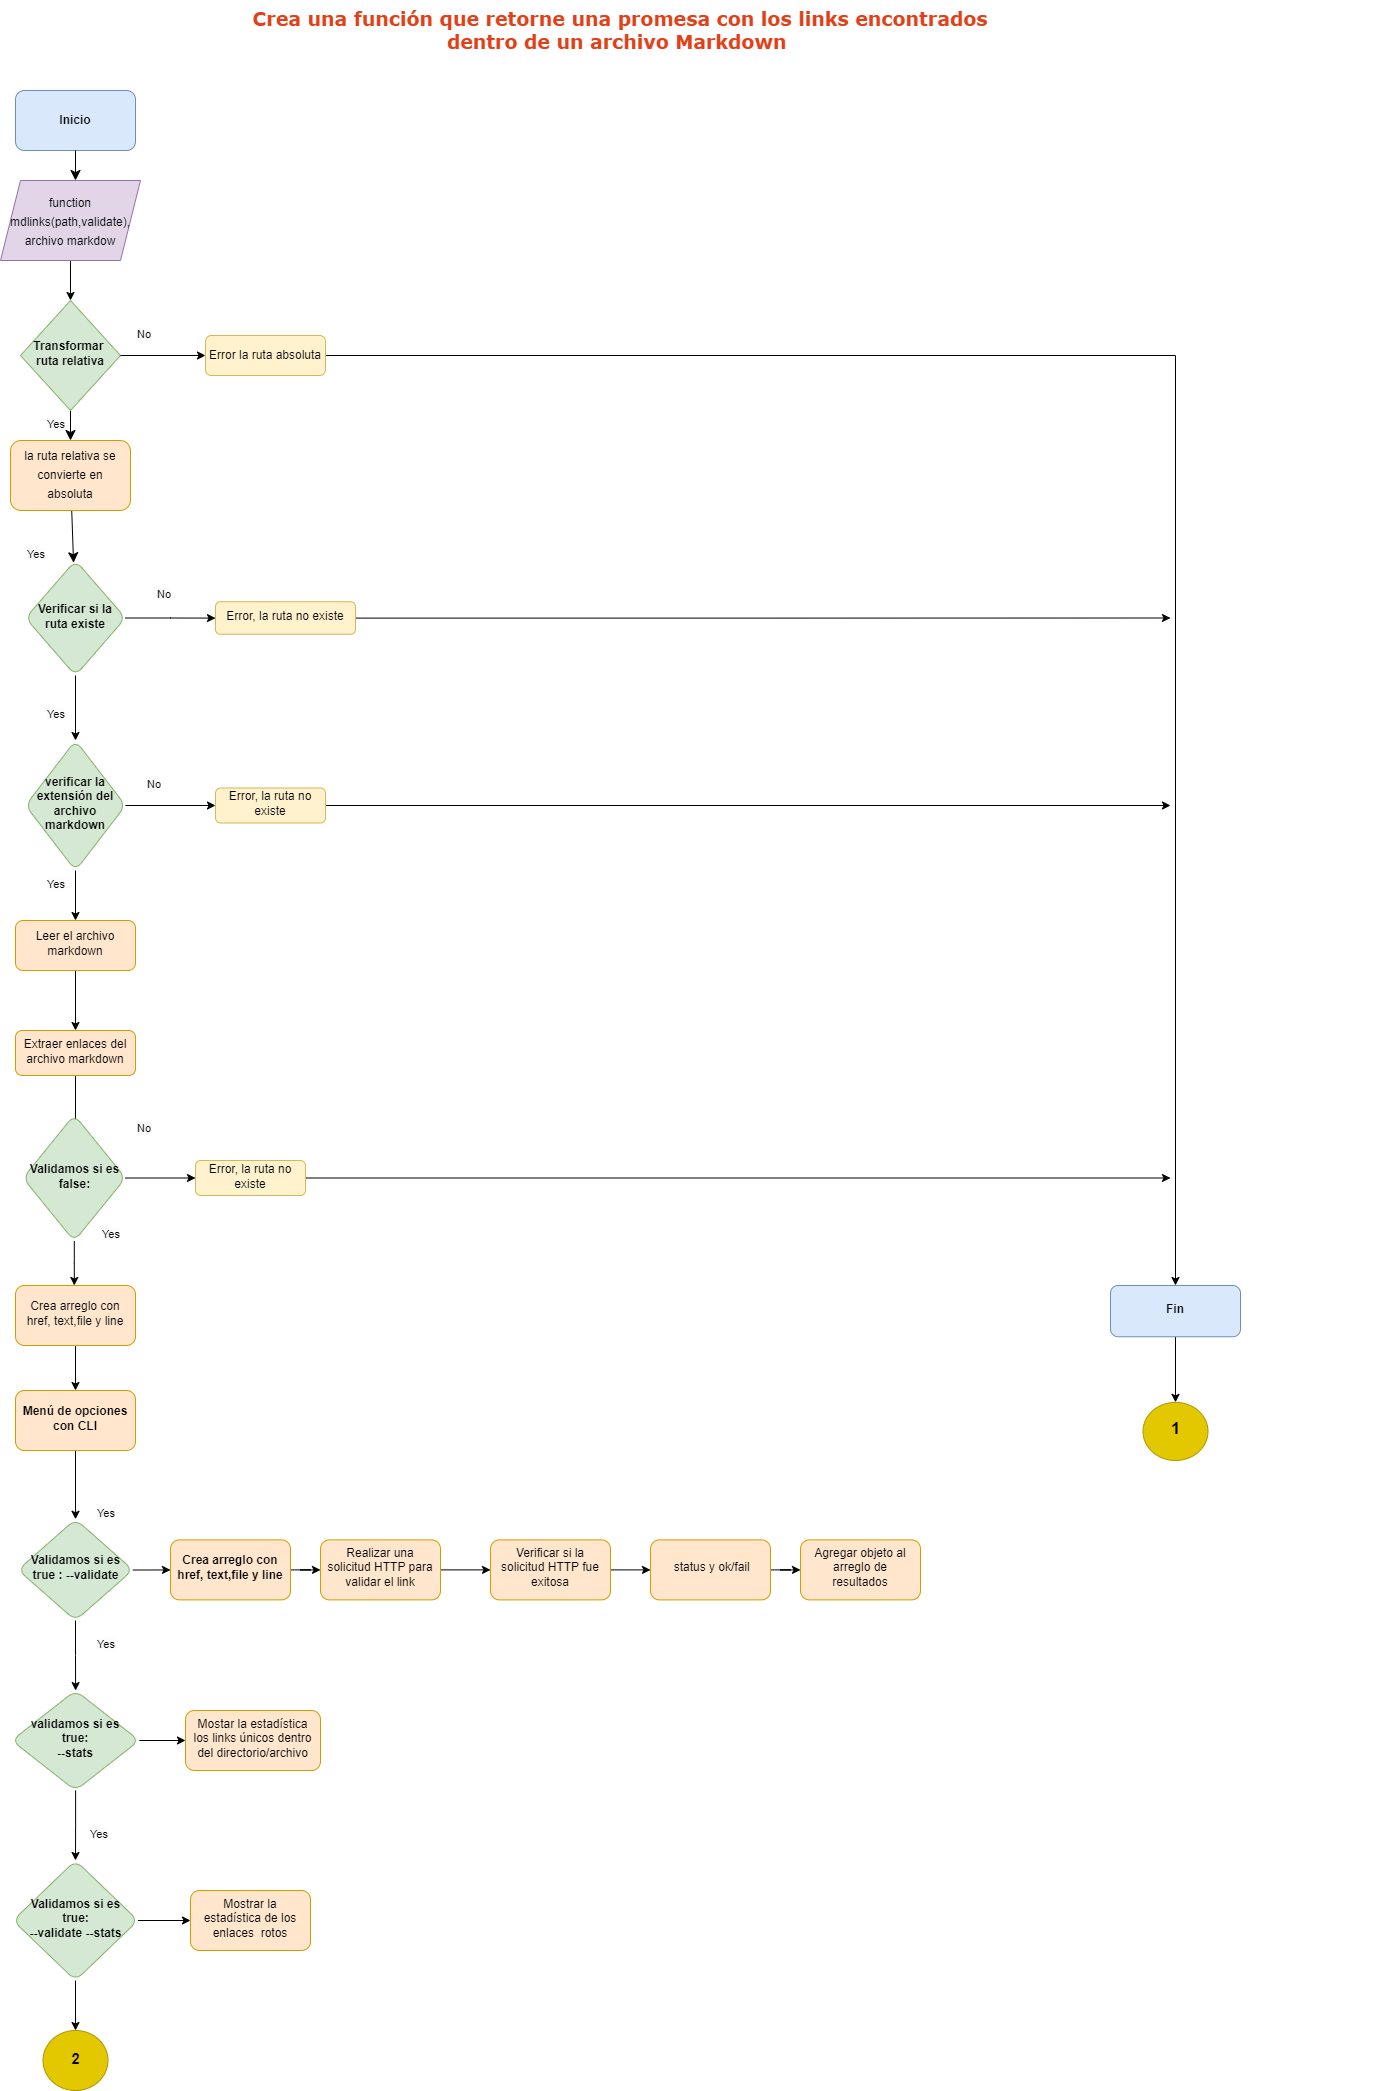 Crea una función que retorne una promesa con los links encontrados
dentro de un archivo Markdown
Inicio
function
mdlinks(path,validate),
archivo markdow
Transformar
ruta relativa
No
Error la ruta absoluta
Yes
la ruta relativa se
convierte en
absoluta
Yes
Verificar si la
ruta existe
No
Error, la ruta no existe
Yes
verificar la
extensión del
archivo
markdown
No
Error, la ruta no
existe
Yes
Leer el archivo
markdown
Extraer enlaces del
archivo markdown
Validamos si es
false:
No
Error, la ruta no
existe
Yes
Crea arreglo con
href, text,file y line
Fin
Menú de opciones
con CLI
1
Yes
Validamos si es
true : --validate
Crea arreglo con
href, text,file y line
Realizar una
solicitud HTTP para
validar el link
Verificar si la
solicitud HTTP fue
exitosa
status y ok/fail
Agregar objeto al
arreglo de
resultados
Yes
validamos si es
true:
--stats
Mostar la estadística
los links únicos dentro
del directorio/archivo
Yes
Validamos si es
true:
--validate --stats
Mostrar la
estadística de los
enlaces  rotos
2